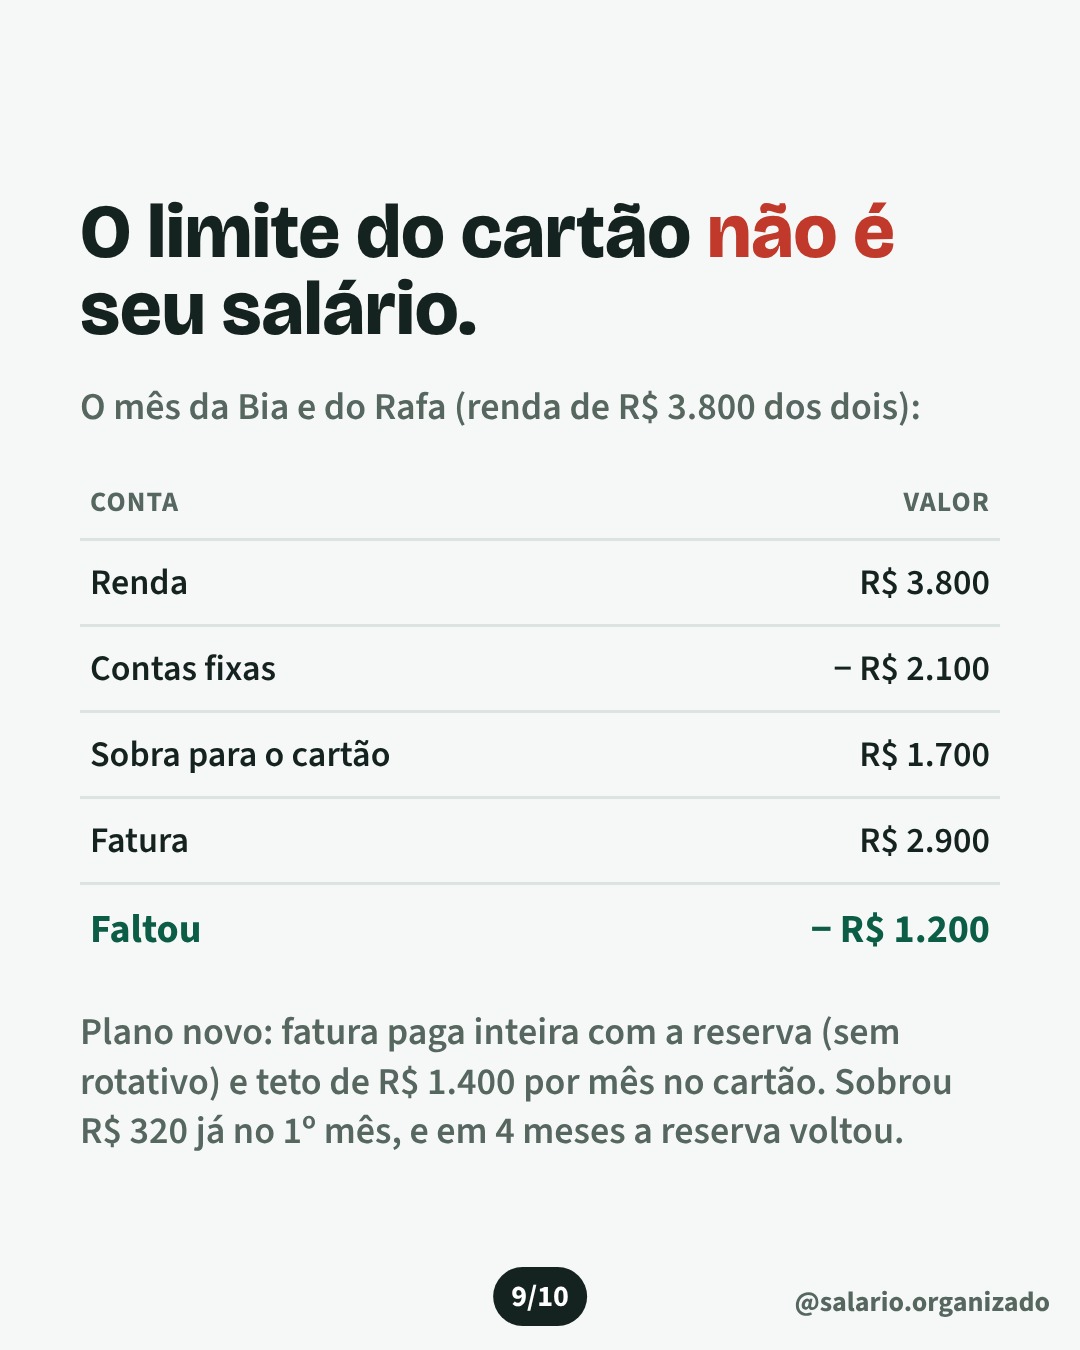 O limite do cartão não é
seu salário.
O mês da Bia e do Rafa (renda de R$ 3.800 dos dois):
CONTA VALOR
Renda R$ 3.800
Contas fixas − R$ 2.100
Sobra para o cartão R$ 1.700
Fatura R$ 2.900
Faltou − R$ 1.200
Plano novo: fatura paga inteira com a reserva (sem
rotativo) e teto de R$ 1.400 por mês no cartão. Sobrou
R$ 320 já no 1º mês, e em 4 meses a reserva voltou.
9/10
@salario.organizado